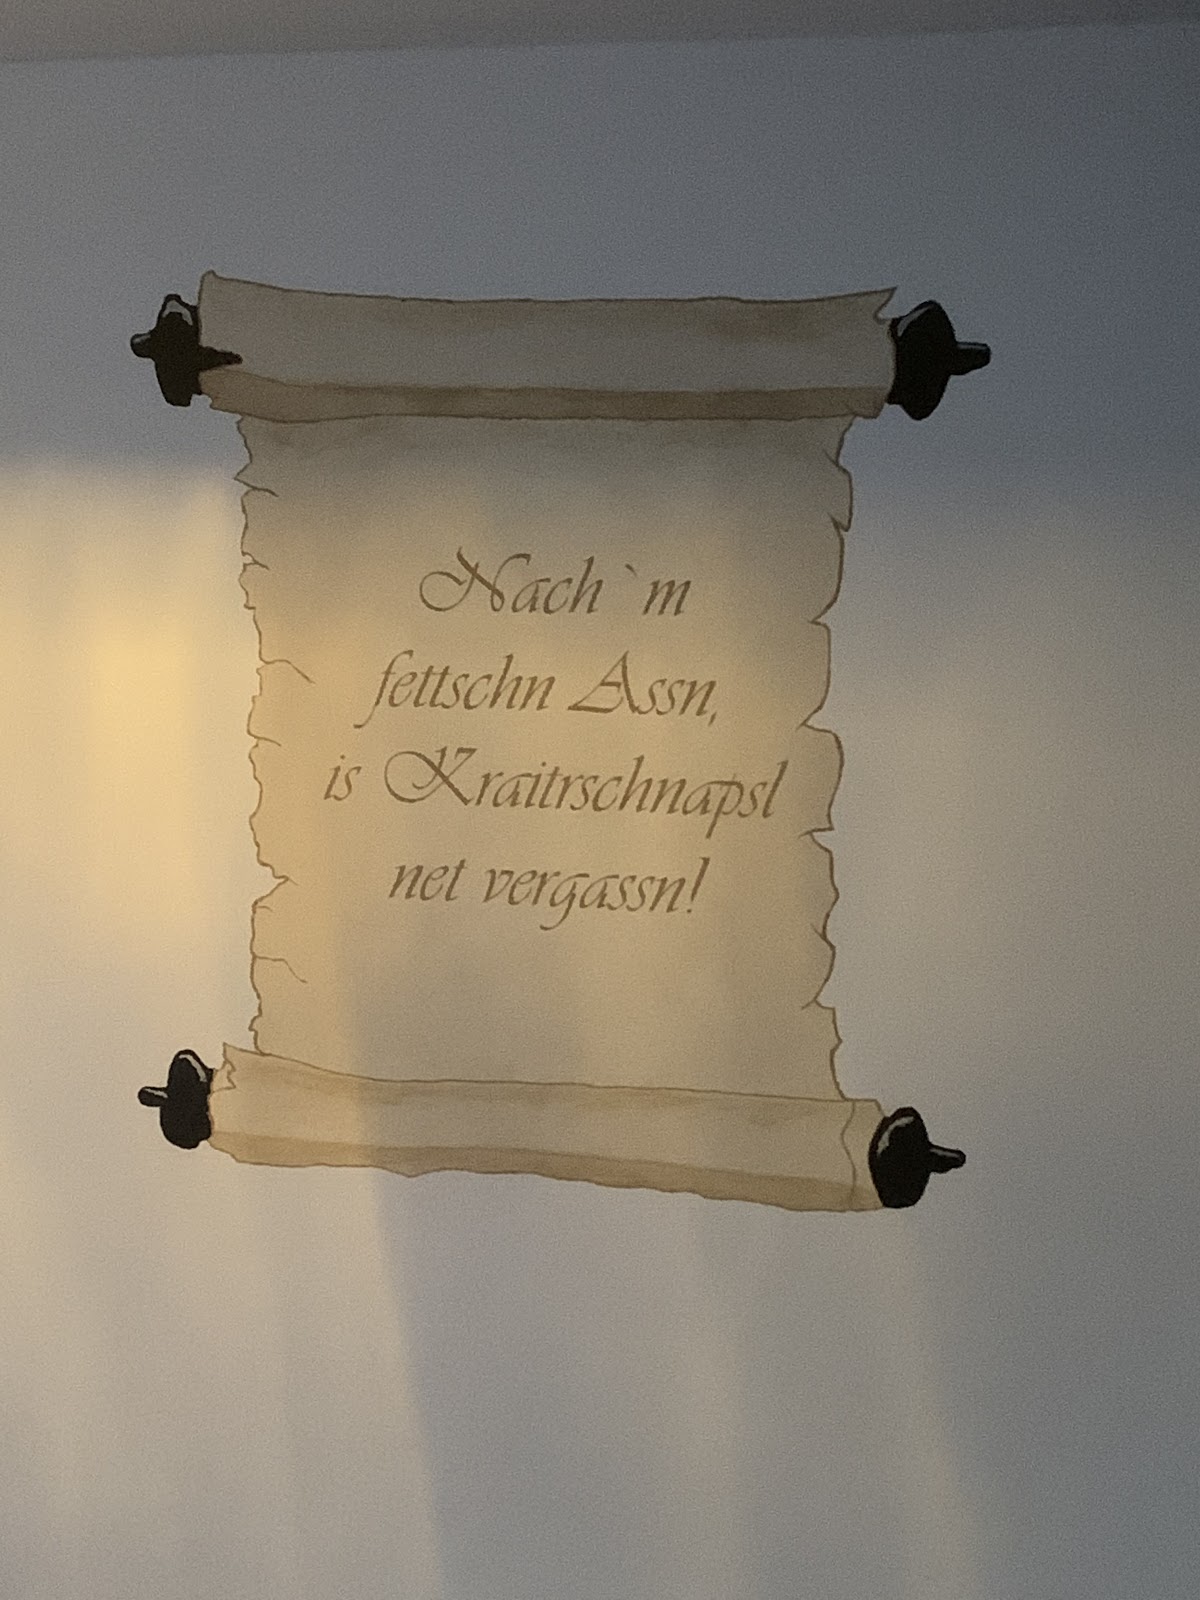 Nach`m
fettschn Assn,
is Kraitrschnapsl
net vergassn!